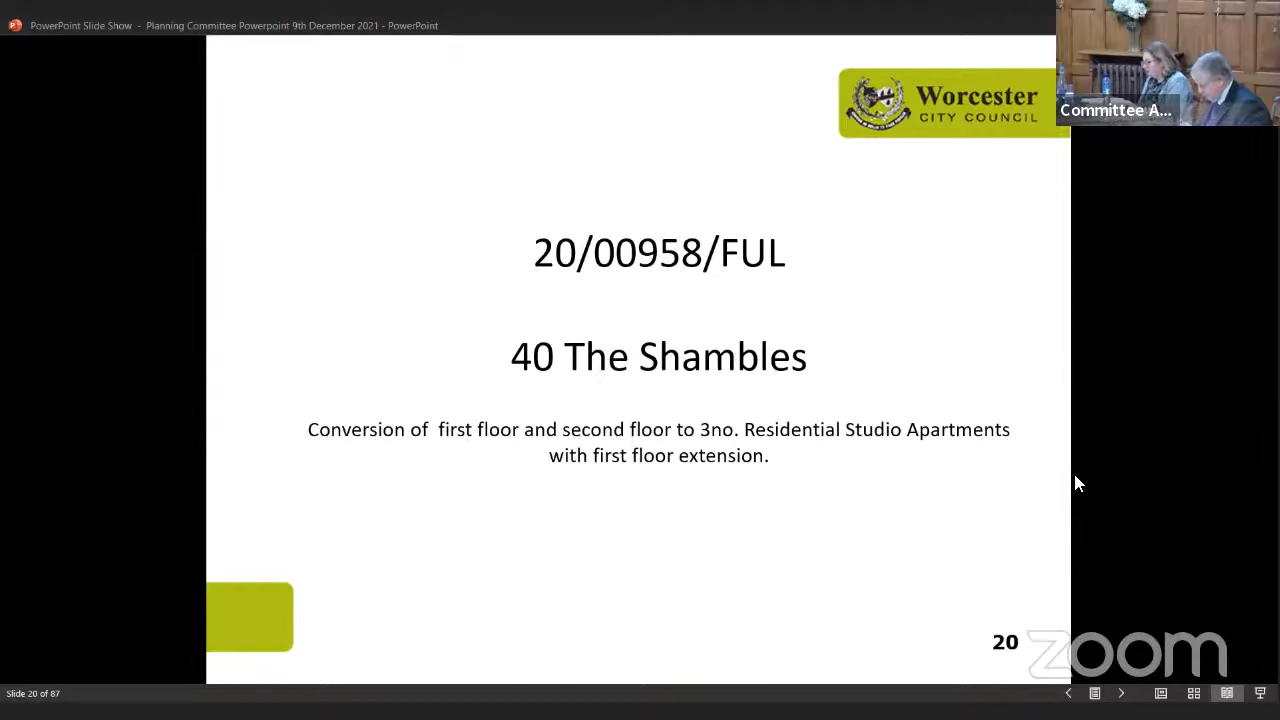 PowerPoint Slide Show - Planning Committee Powerpoint 9th December 2021 - PowerPoint
Worcester
CITY COUNCIL
Committee A...
20/00958/FUL
40 The Shambles
Conversion of first floor and second floor to 3no. Residential Studio Apartments
with first floor extension.
20
zoom
Slide 20 of 87